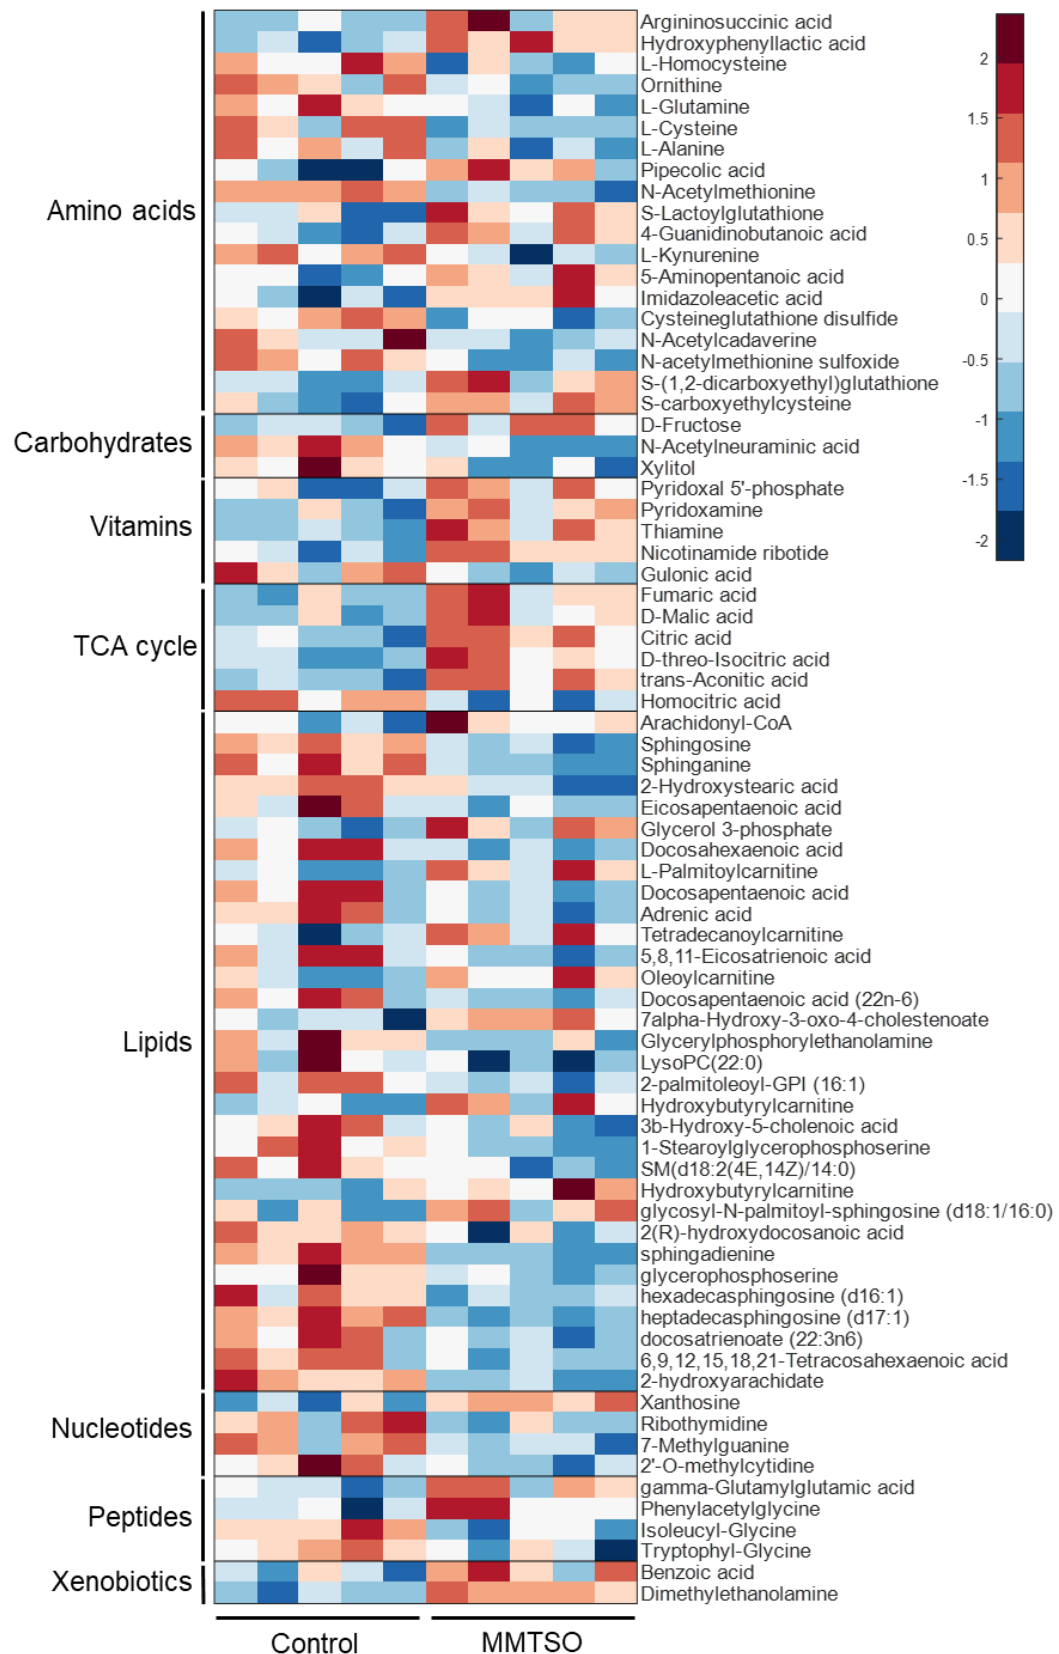 Amino acids
Argininosuccinic acid
Hydroxyphenyllactic acid
L-Homocysteine
Ornithine
L-Glutamine
L-Cysteine
L-Alanine
Pipecolic acid
N-Acetylmethionine
S-Lactoylglutathione
4-Guanidinobutanoic acid
L-Kynurenine
5-Aminopentanoic acid
Imidazoleacetic acid
Cysteineglutathione disulfide
N-Acetylcadaverine
N-acetylmethionine sulfoxide
S-(1,2-dicarboxyethyl)glutathione
S-carboxyethylcysteine
Carbohydrates
D-Fructose
N-Acetylneuraminic acid
Xylitol
Vitamins
Pyridoxal 5'-phosphate
Pyridoxamine
Thiamine
Nicotinamide ribotide
Gulonic acid
TCA cycle
Fumaric acid
D-Malic acid
Citric acid
D-threo-Isocitric acid
trans-Aconitic acid
Homocitric acid
Lipids
Arachidonyl-CoA
Sphingosine
Sphinganine
2-Hydroxystearic acid
Eicosapentaenoic acid
Glycerol 3-phosphate
Docosahexaenoic acid
L-Palmitoylcarnitine
Docosapentaenoic acid
Adrenic acid
Tetradecanoylcarnitine
5,8,11-Eicosatrienoic acid
Oleoylcarnitine
Docosapentaenoic acid (22n-6)
7alpha-Hydroxy-3-oxo-4-cholestenoate
Glycerylphosphorylethanolamine
LysoPC(22:0)
2-palmitoleoyl-GPI (16:1)
Hydroxybutyrylcarnitine
3b-Hydroxy-5-cholenoic acid
1-Stearoylglycerophosphoserine
SM(d18:2(4E,14Z)/14:0)
Hydroxybutyrylcarnitine
glycosyl-N-palmitoyl-sphingosine (d18:1/16:0)
2(R)-hydroxydocosanoic acid
sphingadienine
glycerophosphoserine
hexadecasphingosine (d16:1)
heptadecasphingosine (d17:1)
docosatrienoate (22:3n6)
6,9,12,15,18,21-Tetracosahexaenoic acid
2-hydroxyarachidate
Nucleotides
Xanthosine
Ribothymidine
7-Methylguanine
2'-O-methylcytidine
Peptides
gamma-Glutamylglutamic acid
Phenylacetylglycine
Isoleucyl-Glycine
Tryptophyl-Glycine
Xenobiotics
Benzoic acid
Dimethylethanolamine
Control
MMTSO
2
1.5
1
0.5
0
-0.5
-1
-1.5
-2